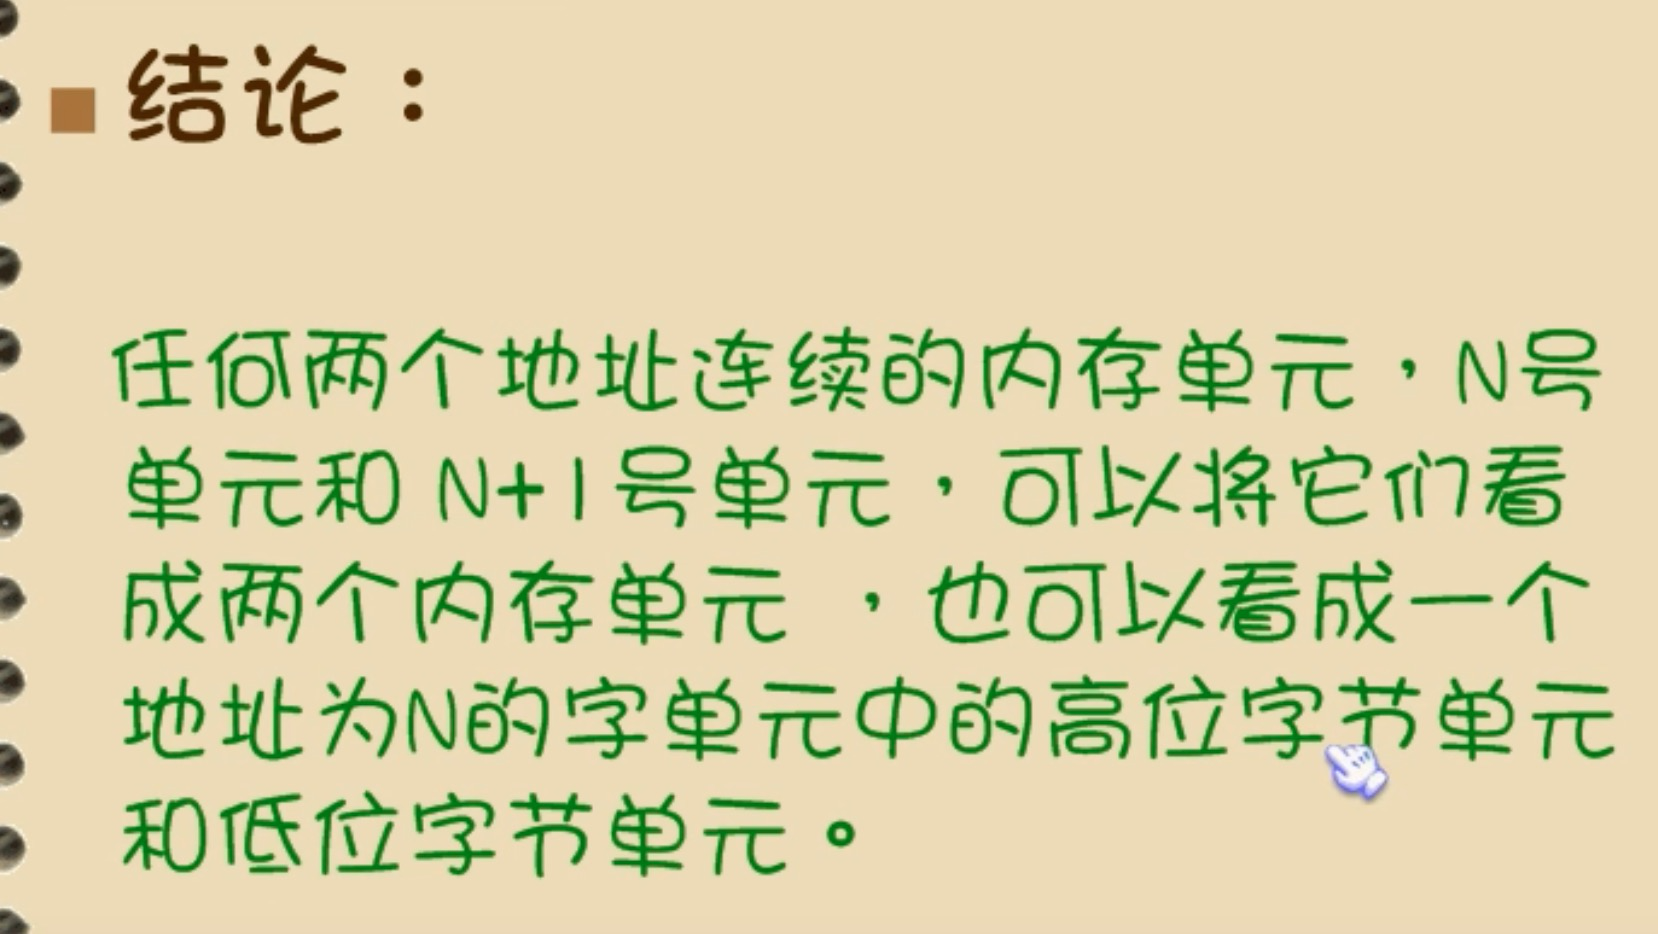 结论：
任何两个地址连续的内存单元，N号
单元和 N+1号单元，可以将它们看
成两个内存单元 ，也可以看成一个
地址为N的字单元中的高位字节单元
和低位字节单元。